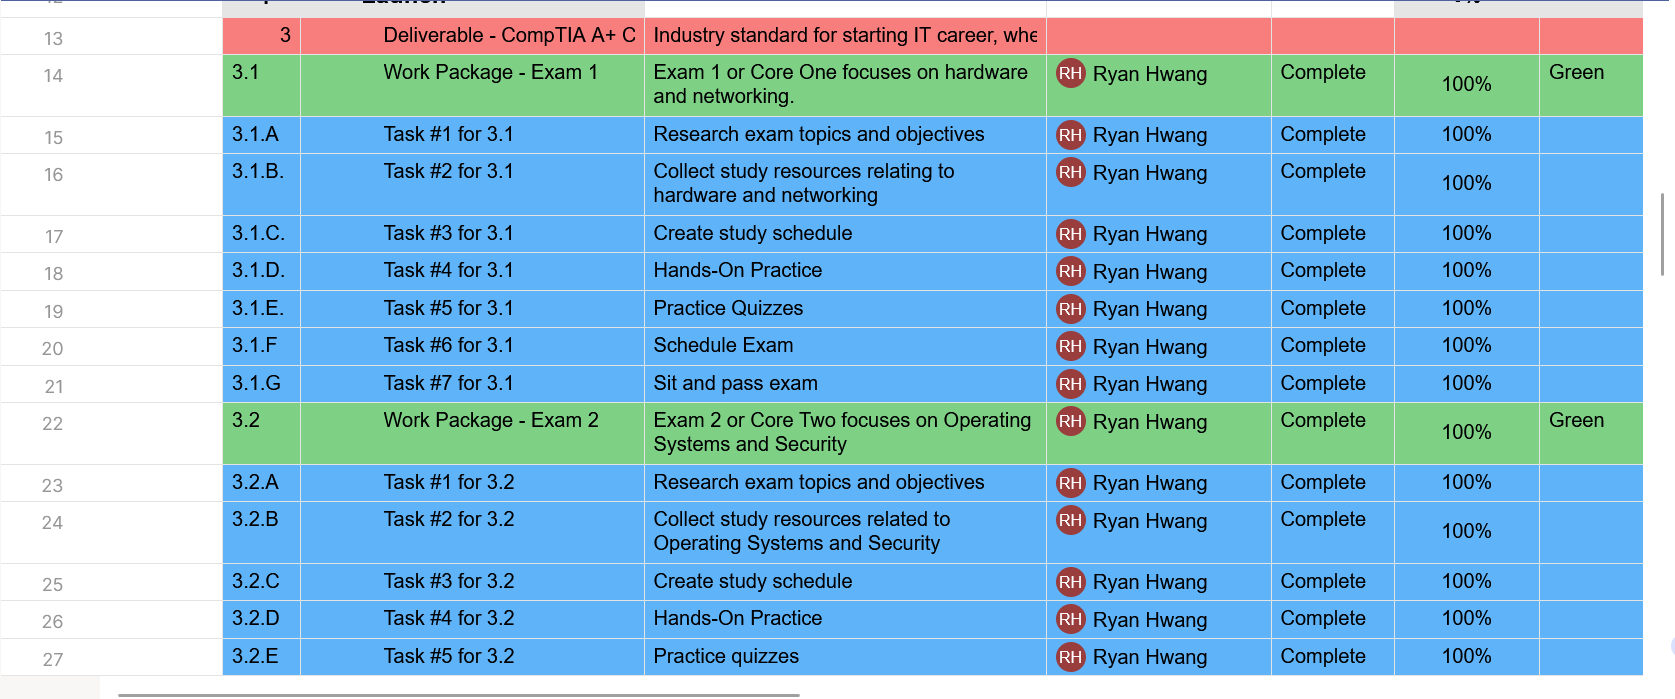 13 3 Deliverable - CompTIA A+ C Industry standard for starting IT career, whe
14 3.1 Work Package - Exam 1 Exam 1 or Core One focuses on hardware RH Ryan Hwang Complete 100% Green
and networking.
15 3.1.A Task #1 for 3.1 Research exam topics and objectives RH Ryan Hwang Complete 100%
16 3.1.B. Task #2 for 3.1 Collect study resources relating to RH Ryan Hwang Complete 100%
hardware and networking
17 3.1.C. Task #3 for 3.1 Create study schedule RH Ryan Hwang Complete 100%
18 3.1.D. Task #4 for 3.1 Hands-On Practice RH Ryan Hwang Complete 100%
19 3.1.E. Task #5 for 3.1 Practice Quizzes RH Ryan Hwang Complete 100%
20 3.1.F Task #6 for 3.1 Schedule Exam RH Ryan Hwang Complete 100%
21 3.1.G Task #7 for 3.1 Sit and pass exam RH Ryan Hwang Complete 100%
22 3.2 Work Package - Exam 2 Exam 2 or Core Two focuses on Operating RH Ryan Hwang Complete 100% Green
Systems and Security
23 3.2.A Task #1 for 3.2 Research exam topics and objectives RH Ryan Hwang Complete 100%
24 3.2.B Task #2 for 3.2 Collect study resources related to RH Ryan Hwang Complete 100%
Operating Systems and Security
25 3.2.C Task #3 for 3.2 Create study schedule RH Ryan Hwang Complete 100%
26 3.2.D Task #4 for 3.2 Hands-On Practice RH Ryan Hwang Complete 100%
27 3.2.E Task #5 for 3.2 Practice quizzes RH Ryan Hwang Complete 100%